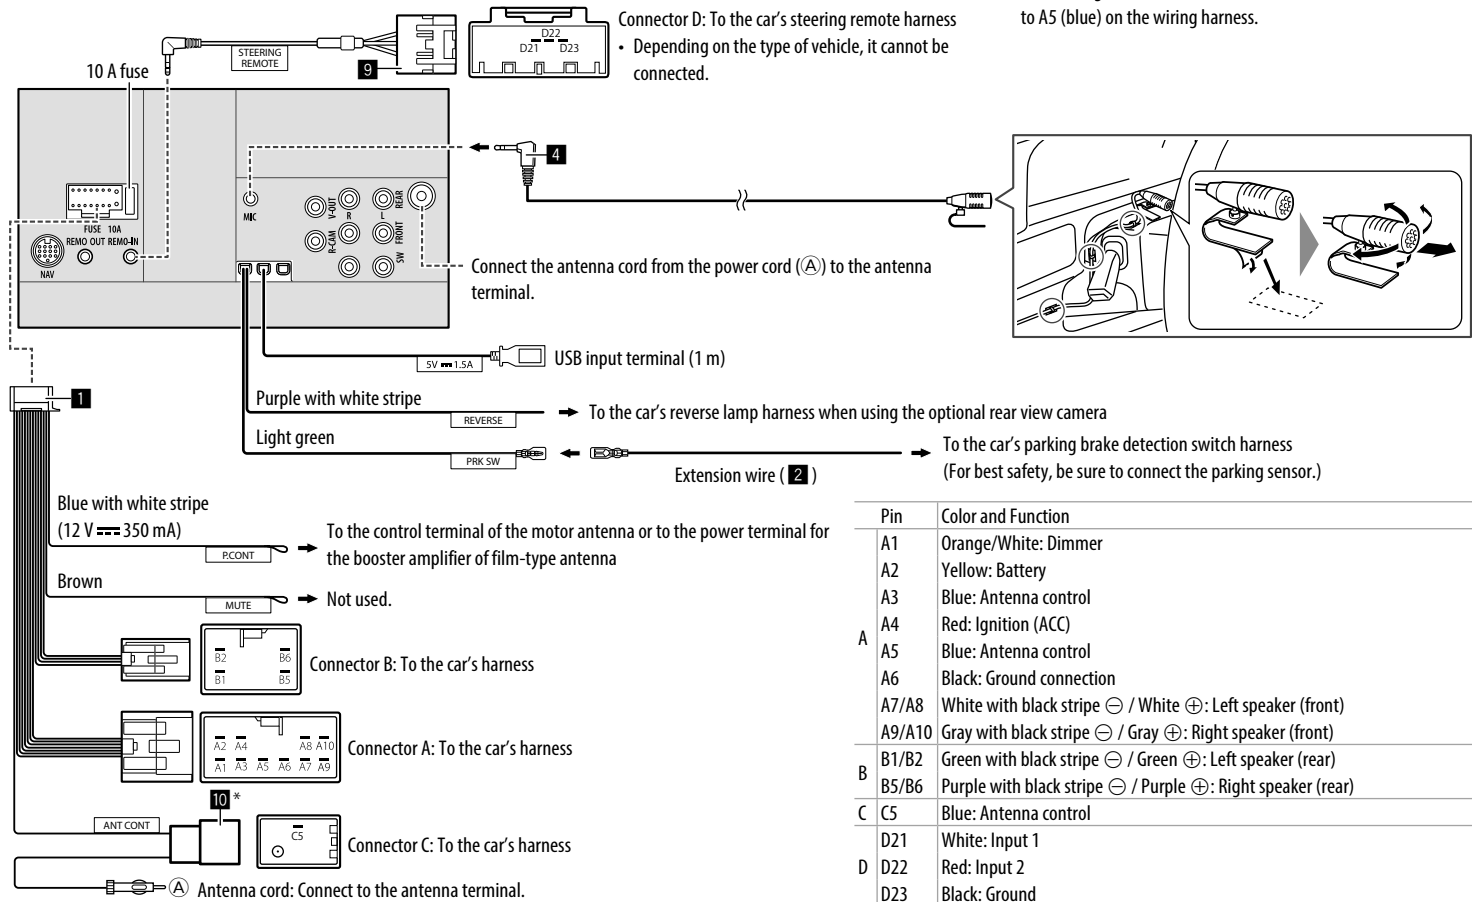 Connector D: To the car's steering remote harness
• Depending on the type of vehicle, it cannot be
connected.
to A5 (blue) on the wiring harness.
D22
D21 D23
STEERING
REMOTE
9
10 A fuse
4
MIC
V-OUT
R-CAM
R
L
REAR
FRONT
SW
FUSE 10A
REMO OUT REMO-IN
NAV
Connect the antenna cord from the power cord (Ⓐ) to the antenna
terminal.
5V ⎓ 1.5A
USB input terminal (1 m)
1
Purple with white stripe
REVERSE
To the car's reverse lamp harness when using the optional rear view camera
Light green
PRK SW
Extension wire ( 2 )
To the car's parking brake detection switch harness
(For best safety, be sure to connect the parking sensor.)
Blue with white stripe
(12 V ⎓ 350 mA)
P.CONT
To the control terminal of the motor antenna or to the power terminal for
the booster amplifier of film-type antenna
Brown
MUTE
Not used.
B2 B6
B1 B5
Connector B: To the car's harness
A2 A4 A8 A10
A1 A3 A5 A6 A7 A9
Connector A: To the car's harness
10 *
ANT CONT
C5
Connector C: To the car's harness
Ⓐ Antenna cord: Connect to the antenna terminal.
Pin Color and Function
A
A1 Orange/White: Dimmer
A2 Yellow: Battery
A3 Blue: Antenna control
A4 Red: Ignition (ACC)
A5 Blue: Antenna control
A6 Black: Ground connection
A7/A8 White with black stripe ⊖ / White ⊕: Left speaker (front)
A9/A10 Gray with black stripe ⊖ / Gray ⊕: Right speaker (front)
B
B1/B2 Green with black stripe ⊖ / Green ⊕: Left speaker (rear)
B5/B6 Purple with black stripe ⊖ / Purple ⊕: Right speaker (rear)
C C5 Blue: Antenna control
D
D21 White: Input 1
D22 Red: Input 2
D23 Black: Ground